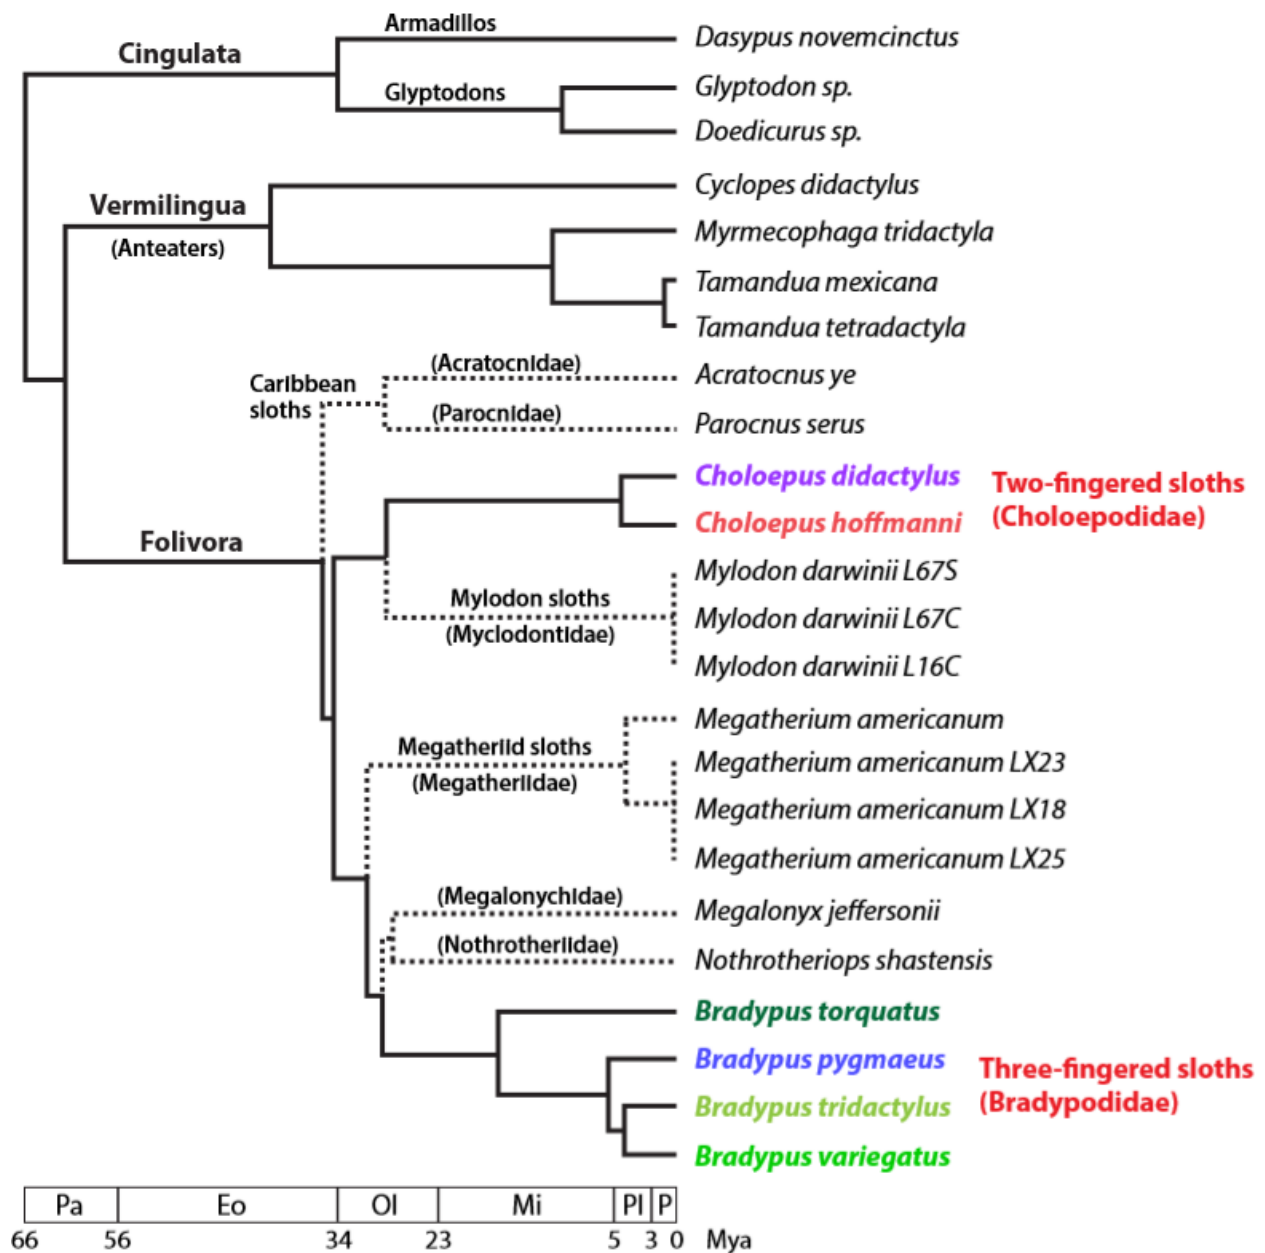 Armadillos
Cingulata
Dasypus novemcinctus
Glyptodons
Glyptodon sp.
Doedicurus sp.
Vermilingua
(Anteaters)
Cyclopes didactylus
Myrmecophaga tridactyla
Tamandua mexicana
Tamandua tetradactyla
Caribbean
sloths
(Acratocnidae)
Acratocnus ye
(Parocnidae)
Parocnus serus
Folivora
Choloepus didactylus
Choloepus hoffmanni
Two-fingered sloths
(Choloepodidae)
Mylodon sloths
(Myclodontidae)
Mylodon darwinii L67S
Mylodon darwinii L67C
Mylodon darwinii L16C
Megatheriid sloths
(Megatheriidae)
Megatherium americanum
Megatherium americanum LX23
Megatherium americanum LX18
Megatherium americanum LX25
(Megalonychidae)
Megalonyx jeffersonii
(Nothrotheriidae)
Nothrotheriops shastensis
Bradypus torquatus
Bradypus pygmaeus
Bradypus tridactylus
Bradypus variegatus
Three-fingered sloths
(Bradypodidae)
Pa Eo Ol Mi Pl P
66 56 34 23 5 3 0 Mya